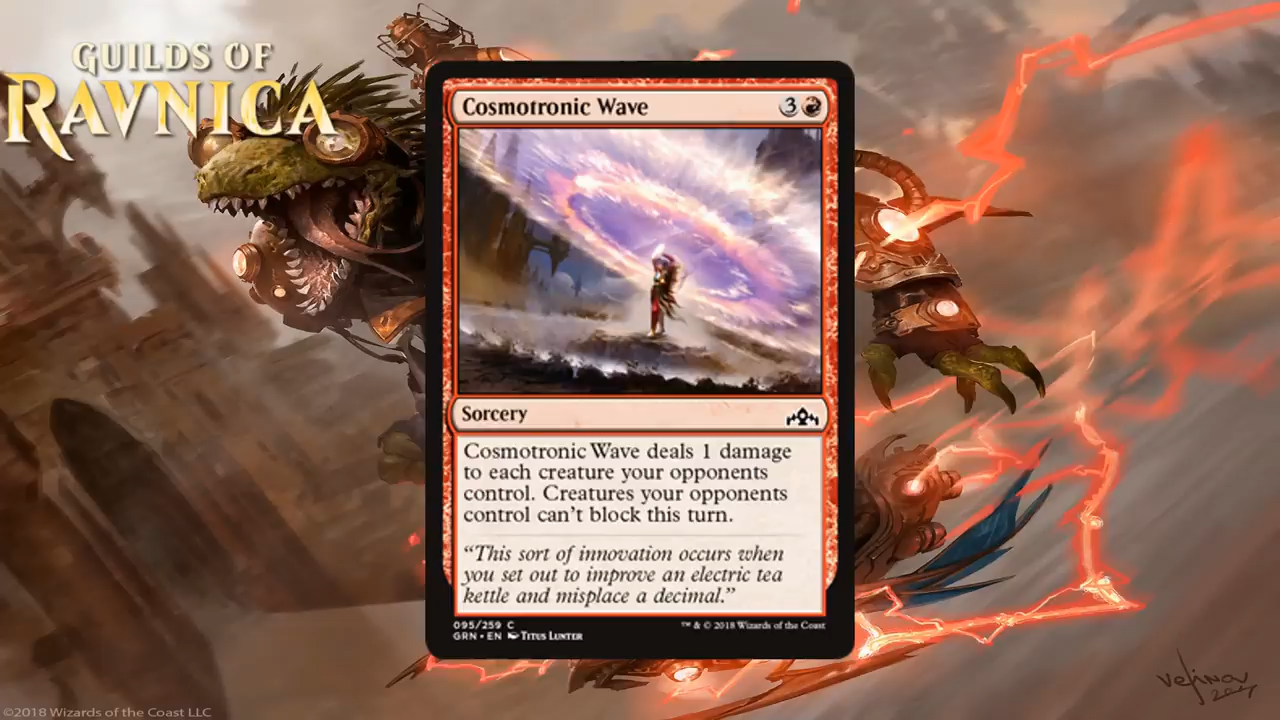 GUILDS OF
RAVNICA
Cosmotronic Wave 3
Sorcery
Cosmotronic Wave deals 1 damage
to each creature your opponents
control. Creatures your opponents
control can't block this turn.
“This sort of innovation occurs when
you set out to improve an electric tea
kettle and misplace a decimal.”
095/259 C
GRN • EN Titus Lunter
™ & © 2018 Wizards of the Coast
©2018 Wizards of the Coast LLC